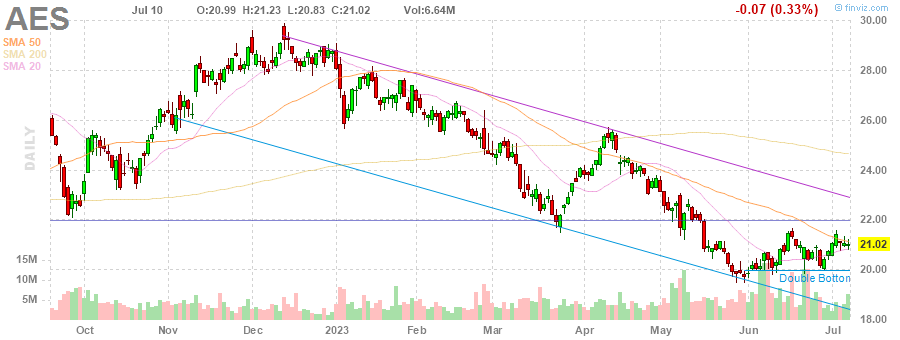 AES Jul 10 O:20.99 H:21.23 L:20.83 C:21.02 Vol:6.64M -0.07 (0.33%) © finviz.com
SMA 50
SMA 200
SMA 20
DAILY
30.00
28.00
26.00
24.00
22.00
21.02
20.00
18.00
15M
10M
5M
Double Botton
Oct Nov Dec 2023 Feb Mar Apr May Jun Jul